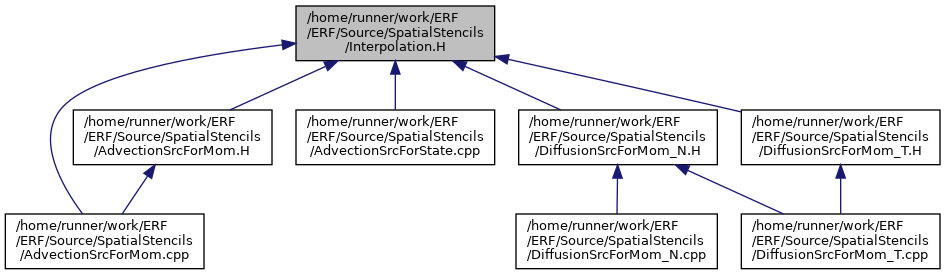 /home/runner/work/ERF
/ERF/Source/SpatialStencils
/Interpolation.H
/home/runner/work/ERF
/ERF/Source/SpatialStencils
/AdvectionSrcForMom.H
/home/runner/work/ERF
/ERF/Source/SpatialStencils
/AdvectionSrcForState.cpp
/home/runner/work/ERF
/ERF/Source/SpatialStencils
/DiffusionSrcForMom_N.H
/home/runner/work/ERF
/ERF/Source/SpatialStencils
/DiffusionSrcForMom_T.H
/home/runner/work/ERF
/ERF/Source/SpatialStencils
/AdvectionSrcForMom.cpp
/home/runner/work/ERF
/ERF/Source/SpatialStencils
/DiffusionSrcForMom_N.cpp
/home/runner/work/ERF
/ERF/Source/SpatialStencils
/DiffusionSrcForMom_T.cpp